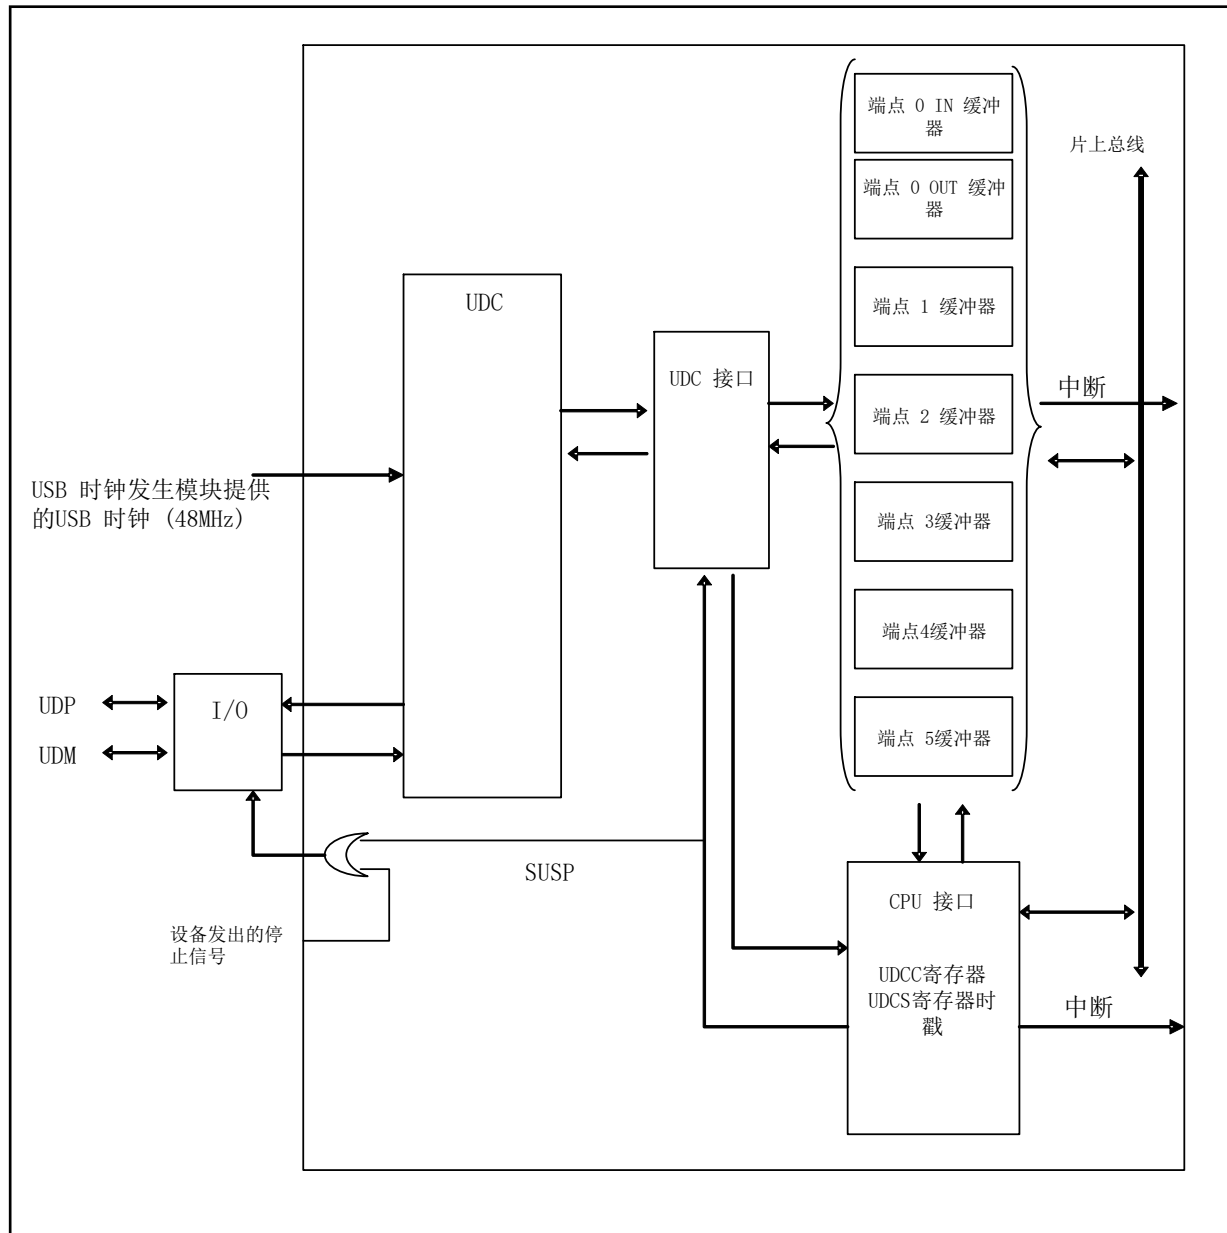 端点 0 IN 缓冲
器
片上总线
端点 0 OUT 缓冲
器
UDC
端点 1 缓冲器
UDC 接口
中断
端点 2 缓冲器
USB 时钟发生模块提供
的USB 时钟 (48MHz)
端点 3缓冲器
端点4缓冲器
UDP
I/O
端点 5缓冲器
UDM
SUSP
CPU 接口
设备发出的停
止信号
UDCC寄存器
UDCS寄存器时
戳
中断